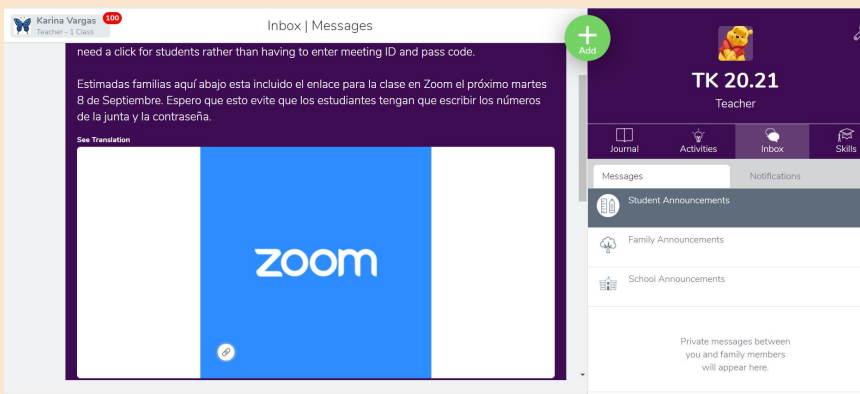 Karina Vargas
100
Teacher - 1 Class
Inbox | Messages
Add
need a click for students rather than having to enter meeting ID and pass code.
Estimadas familias aquí abajo esta incluido el enlace para la clase en Zoom el próximo martes
8 de Septiembre. Espero que esto evite que los estudiantes tengan que escribir los números
de la junta y la contraseña.
See Translation
zoom
TK 20.21
Teacher
Journal
Activities
Inbox
Skills
Messages
Notifications
Student Announcements
Family Announcements
School Announcements
Private messages between
you and family members
will appear here.